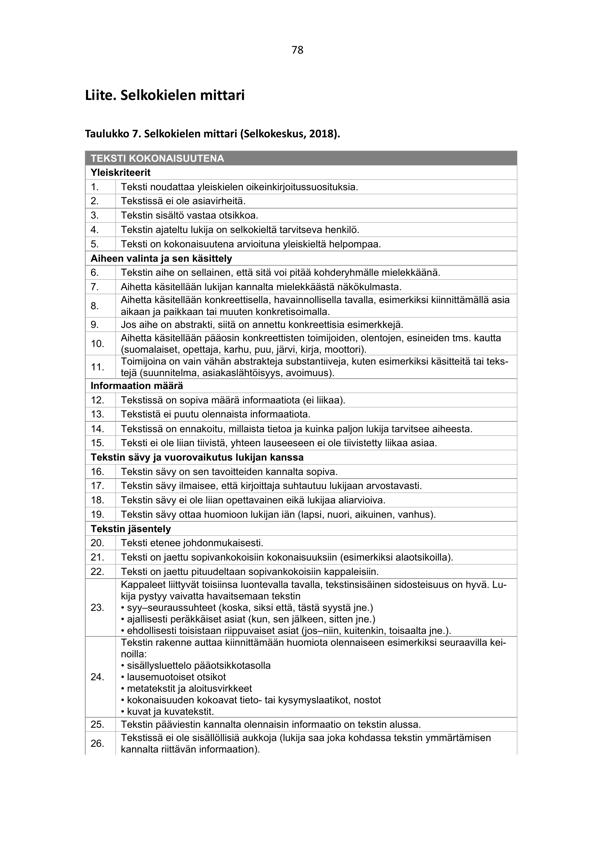 78
Liite. Selkokielen mittari
Taulukko 7. Selkokielen mittari (Selkokeskus, 2018).
TEKSTI KOKONAISUUTENA
Yleiskriteerit
1. Teksti noudattaa yleiskielen oikeinkirjoitussuosituksia.
2. Tekstissä ei ole asiavirheitä.
3. Tekstin sisältö vastaa otsikkoa.
4. Tekstin ajateltu lukija on selkokieltä tarvitseva henkilö.
5. Teksti on kokonaisuutena arvioituna yleiskieltä helpompaa.
Aiheen valinta ja sen käsittely
6. Tekstin aihe on sellainen, että sitä voi pitää kohderyhmälle mielekkäänä.
7. Aihetta käsitellään lukijan kannalta mielekkäästä näkökulmasta.
8. Aihetta käsitellään konkreettisella, havainnollisella tavalla, esimerkiksi kiinnittämällä asia
aikaan ja paikkaan tai muuten konkretisoimalla.
9. Jos aihe on abstrakti, siitä on annettu konkreettisia esimerkkejä.
10. Aihetta käsitellään pääosin konkreettisten toimijoiden, olentojen, esineiden tms. kautta
(suomalaiset, opettaja, karhu, puu, järvi, kirja, moottori).
11. Toimijoina on vain vähän abstrakteja substantiiveja, kuten esimerkiksi käsitteitä tai teks-
tejä (suunnitelma, asiakaslähtöisyys, avoimuus).
Informaation määrä
12. Tekstissä on sopiva määrä informaatiota (ei liikaa).
13. Tekstistä ei puutu olennaista informaatiota.
14. Tekstissä on ennakoitu, millaista tietoa ja kuinka paljon lukija tarvitsee aiheesta.
15. Teksti ei ole liian tiivistä, yhteen lauseeseen ei ole tiivistetty liikaa asiaa.
Tekstin sävy ja vuorovaikutus lukijan kanssa
16. Tekstin sävy on sen tavoitteiden kannalta sopiva.
17. Tekstin sävy ilmaisee, että kirjoittaja suhtautuu lukijaan arvostavasti.
18. Tekstin sävy ei ole liian opettavainen eikä lukijaa aliarvioiva.
19. Tekstin sävy ottaa huomioon lukijan iän (lapsi, nuori, aikuinen, vanhus).
Tekstin jäsentely
20. Teksti etenee johdonmukaisesti.
21. Teksti on jaettu sopivankokoisiin kokonaisuuksiin (esimerkiksi alaotsikoilla).
22. Teksti on jaettu pituudeltaan sopivankokoisiin kappaleisiin.
23. Kappaleet liittyvät toisiinsa luontevalla tavalla, tekstinsisäinen sidosteisuus on hyvä. Lu-
kija pystyy vaivatta havaitsemaan tekstin
• syy–seuraussuhteet (koska, siksi että, tästä syystä jne.)
• ajallisesti peräkkäiset asiat (kun, sen jälkeen, sitten jne.)
• ehdollisesti toisistaan riippuvaiset asiat (jos–niin, kuitenkin, toisaalta jne.).
24. Tekstin rakenne auttaa kiinnittämään huomiota olennaiseen esimerkiksi seuraavilla kei-
noilla:
• sisällysluettelo pääotsikkotasolla
• lausemuotoiset otsikot
• metatekstit ja aloitusvirkkeet
• kokonaisuuden kokoavat tieto- tai kysymyslaatikot, nostot
• kuvat ja kuvatekstit.
25. Tekstin pääviestin kannalta olennaisin informaatio on tekstin alussa.
26. Tekstissä ei ole sisällöllisiä aukkoja (lukija saa joka kohdassa tekstin ymmärtämisen
kannalta riittävän informaation).